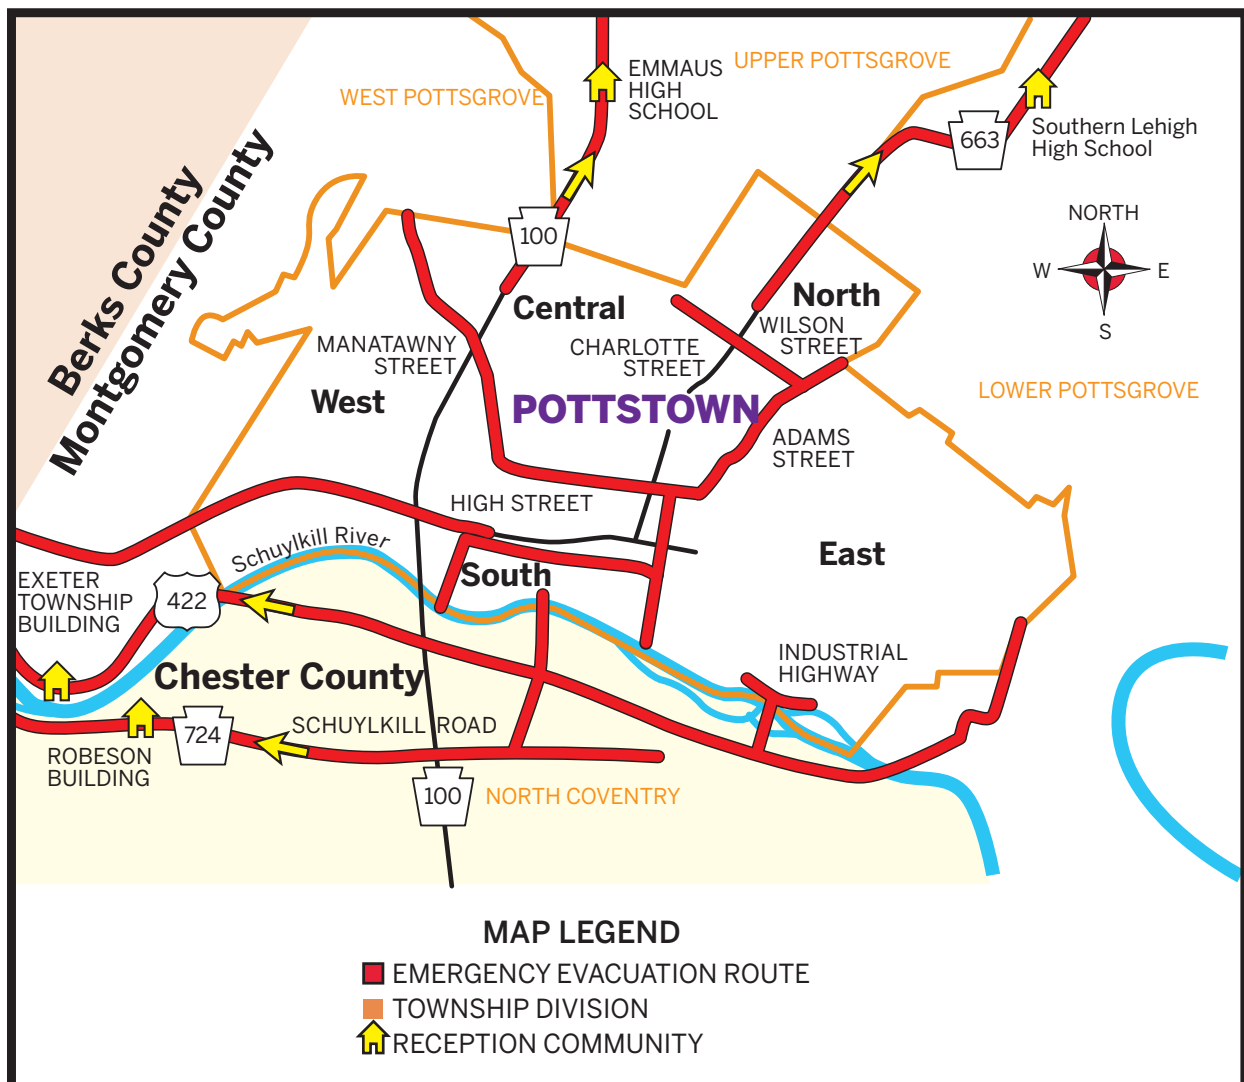 UPPER POTTSGROVE
WEST POTTSGROVE
EMMAUS
HIGH
SCHOOL
663
Southern Lehigh
High School
Berks County
Montgomery County
100
NORTH
W
E
S
Central
North
WILSON
STREET
MANATAWNY
STREET
CHARLOTTE
STREET
West
POTTSTOWN
LOWER POTTSGROVE
ADAMS
STREET
HIGH STREET
Schuylkill River
East
South
EXETER
TOWNSHIP
BUILDING
422
INDUSTRIAL
HIGHWAY
Chester County
724
SCHUYLKILL ROAD
ROBESON
BUILDING
100
NORTH COVENTRY
MAP LEGEND
EMERGENCY EVACUATION ROUTE
TOWNSHIP DIVISION
RECEPTION COMMUNITY